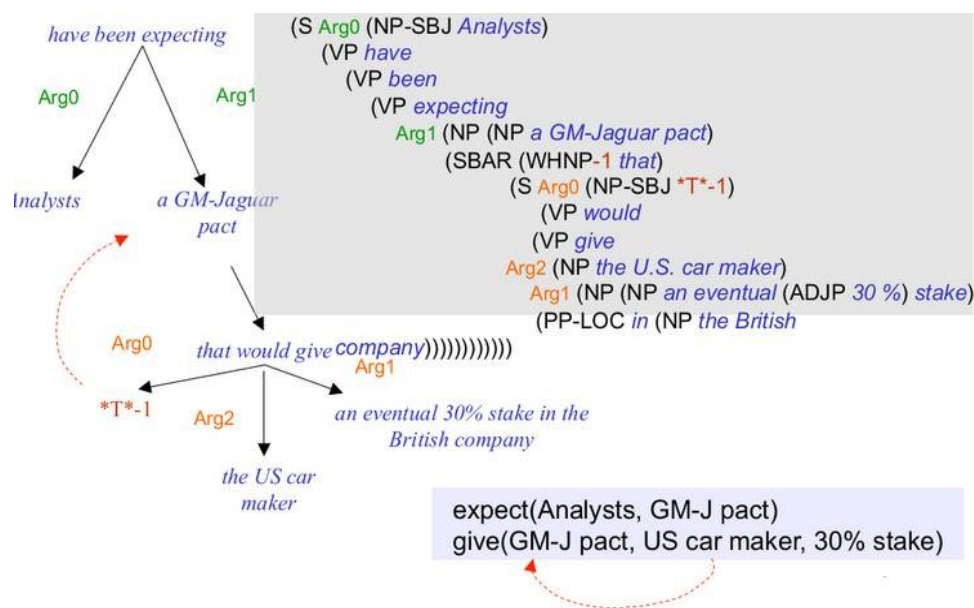 have been expecting
Arg0
Arg1
Analysts
a GM-Jaguar
pact
(S Arg0 (NP-SBJ Analysts)
(VP have
(VP been
(VP expecting
Arg1 (NP (NP a GM-Jaguar pact)
(SBAR (WHNP-1 that)
(S Arg0 (NP-SBJ *T*-1)
(VP would
(VP give
Arg2 (NP the U.S. car maker)
Arg1 (NP (NP an eventual (ADJP 30 %) stake)
(PP-LOC in (NP the British
company))))))))))))
that would give
Arg0
Arg1
*T*-1
Arg2
an eventual 30% stake in the
British company
the US car
maker
expect(Analysts, GM-J pact)
give(GM-J pact, US car maker, 30% stake)